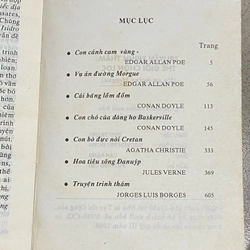 MỤC LỤC
Trang
• Con cánh cam vàng -
EDGAR ALLAN POE 5
• Vụ án đường Morgue
EDGAR ALLAN POE 56
• Cái băng lốm đốm
CONAN DOYLE 113
• Con chó của dòng họ Baskerville
CONAN DOYLE 145
• Con bò đực nói Cretan
AGATHA CHRISTIE 333
• Hoa tiêu sông Đanuýp
JULES VERNE 369
• Truyện trinh thám
JORGES LUIS BORGES 605